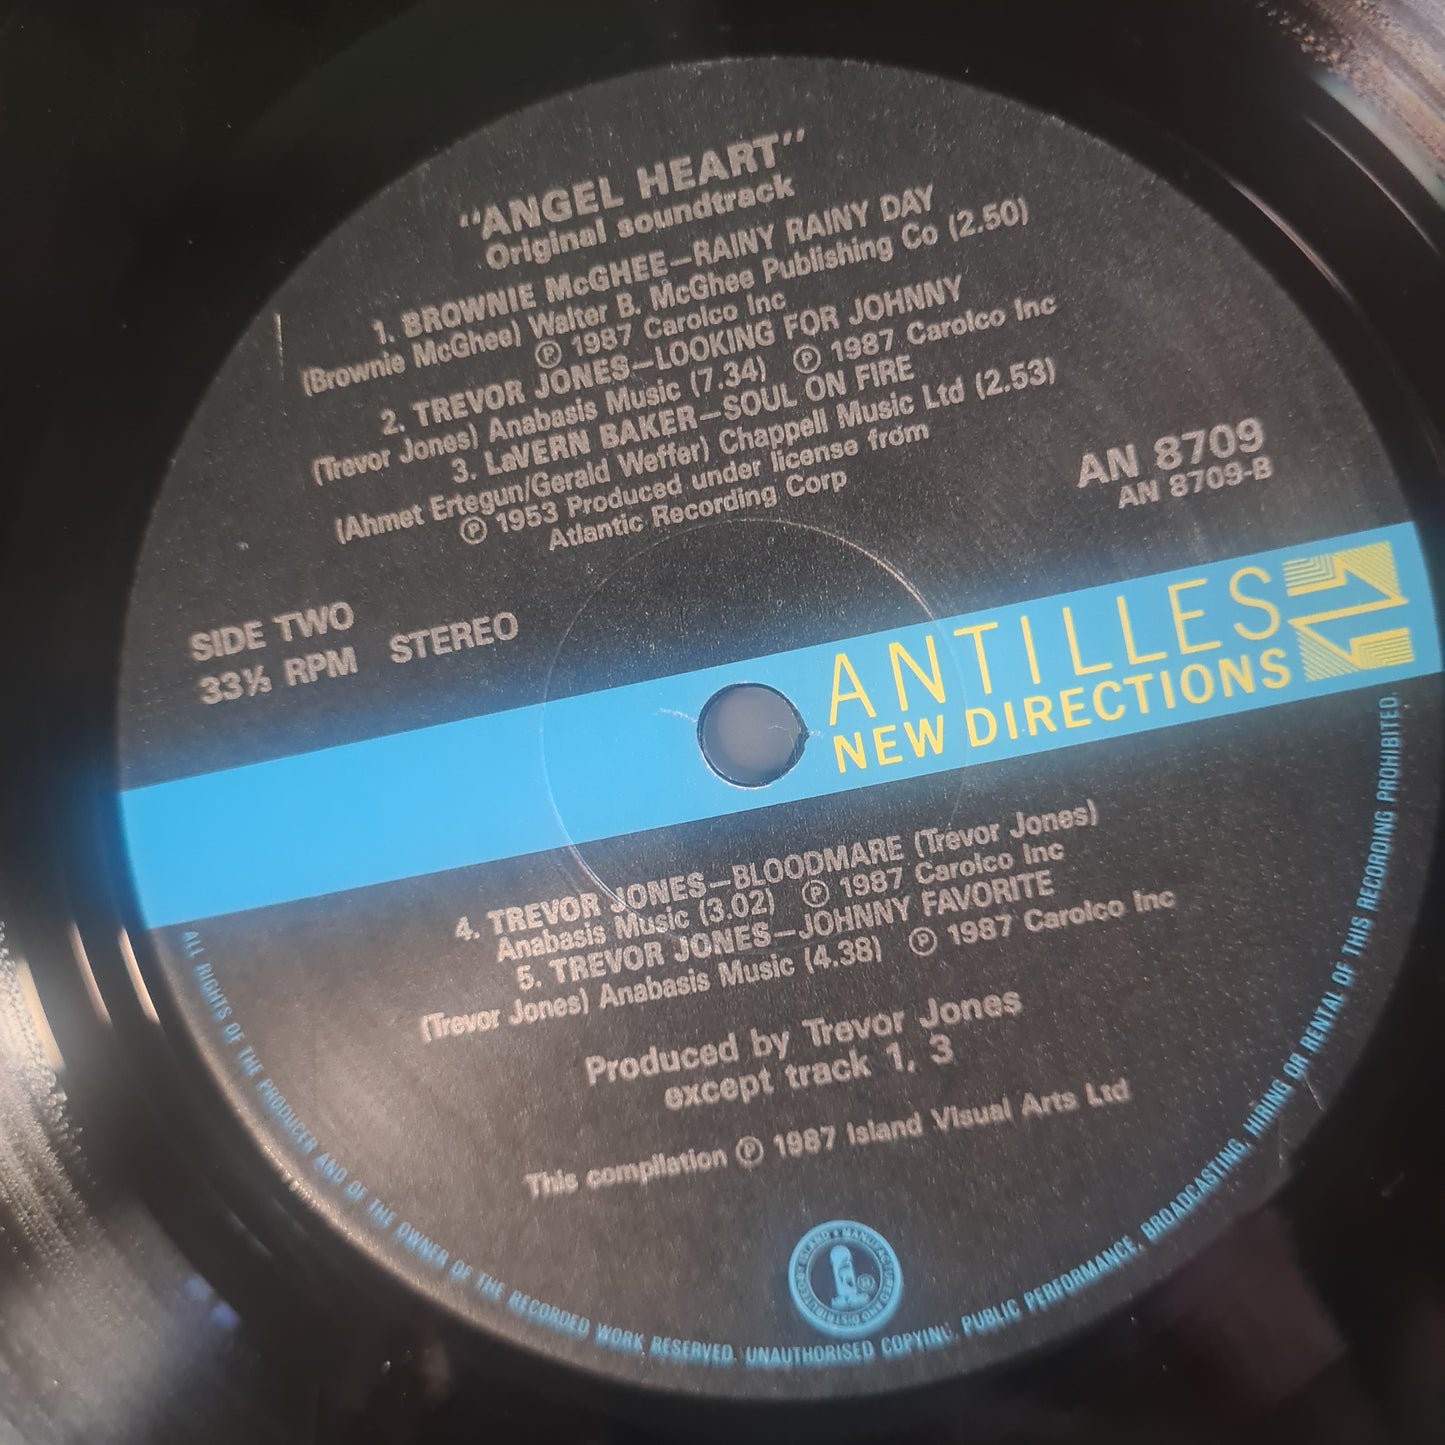 "ANGEL HEART"
Original soundtrack
1. BROWNIE McGHEE—RAINY RAINY DAY
(Brownie McGhee) Walter B. McGhee Publishing Co (2.50)
℗ 1987 Carolco Inc
2. TREVOR JONES—LOOKING FOR JOHNNY
(Trevor Jones) Anabasis Music (7.34) ℗ 1987 Carolco Inc
3. LaVERN BAKER—SOUL ON FIRE
(Ahmet Ertegun/Gerald Weffer) Chappell Music Ltd (2.53)
℗ 1953 Produced under license from
Atlantic Recording Corp
AN 8709
AN 8709-B
SIDE TWO
33⅓ RPM STEREO
ANTILLES
NEW DIRECTIONS
4. TREVOR JONES—BLOODMARE (Trevor Jones)
Anabasis Music (3.02) ℗ 1987 Carolco Inc
5. TREVOR JONES—JOHNNY FAVORITE
(Trevor Jones) Anabasis Music (4.38) ℗ 1987 Carolco Inc
Produced by Trevor Jones
except track 1, 3
This compilation ℗ 1987 Island Visual Arts Ltd
ALL RIGHTS OF THE PRODUCER AND OF THE OWNER OF THE RECORDED WORK RESERVED. UNAUTHORISED COPYING, PUBLIC PERFORMANCE, BROADCASTING, HIRING OR RENTAL OF THIS RECORDING PROHIBITED.
MANUFACTURED AND DISTRIBUTED BY ISLAND